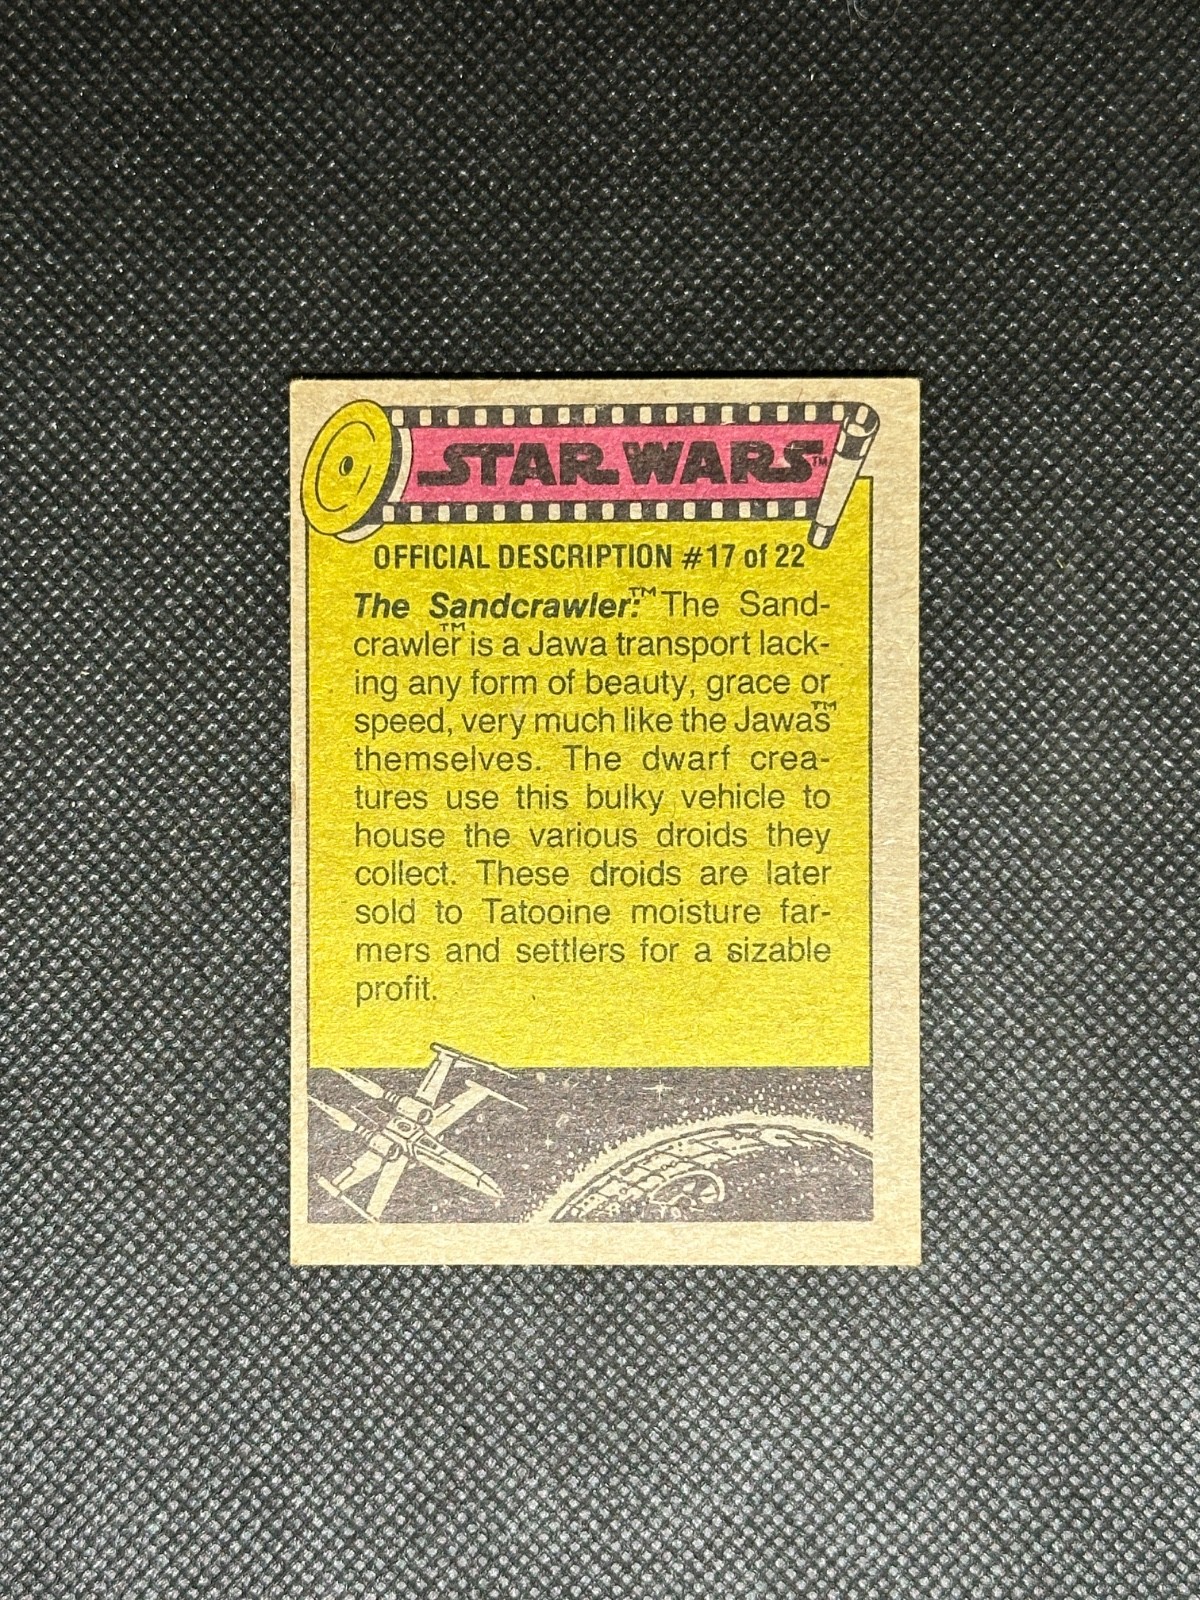 STAR WARS™
OFFICIAL DESCRIPTION #17 of 22
The Sandcrawler:™ The Sand-
crawler™ is a Jawa transport lack-
ing any form of beauty, grace or
speed, very much like the Jawas™
themselves. The dwarf crea-
tures use this bulky vehicle to
house the various droids they
collect. These droids are later
sold to Tatooine moisture far-
mers and settlers for a sizable
profit.